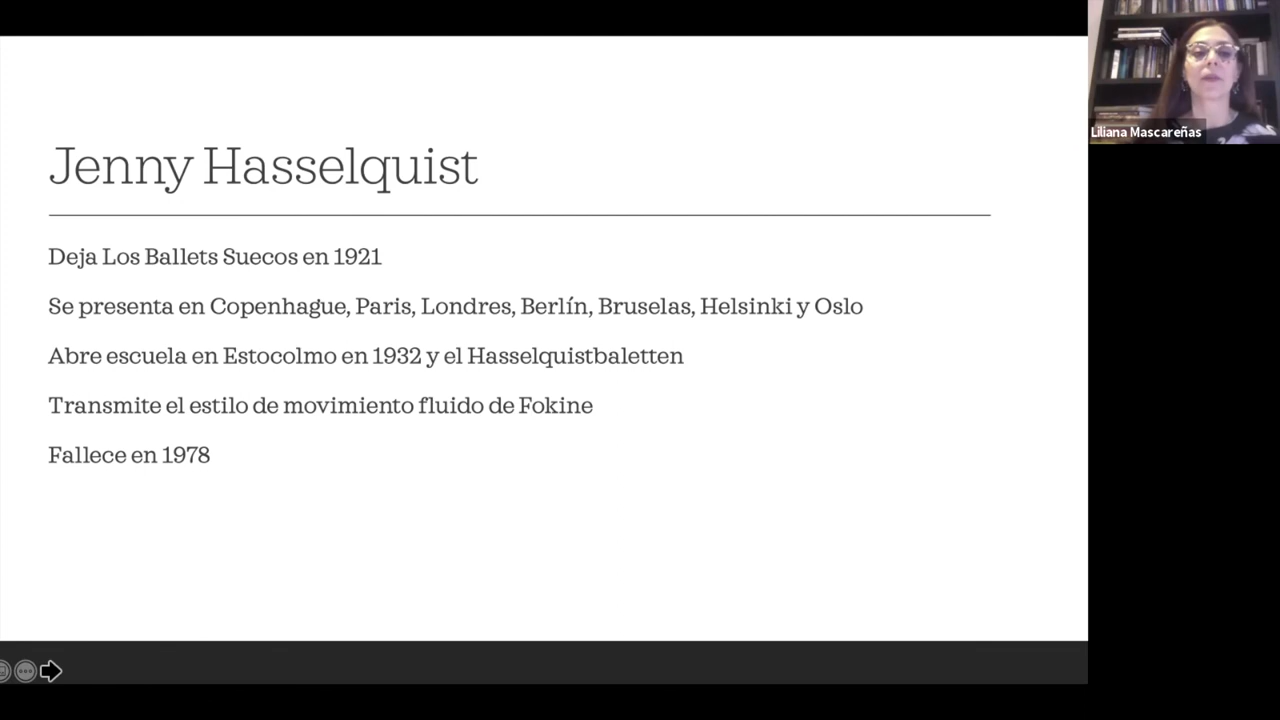 Jenny Hasselquist
Deja Los Ballets Suecos en 1921
Se presenta en Copenhague, Paris, Londres, Berlín, Bruselas, Helsinki y Oslo
Abre escuela en Estocolmo en 1932 y el Hasselquistbaletten
Transmite el estilo de movimiento fluido de Fokine
Fallece en 1978
Liliana Mascareñas